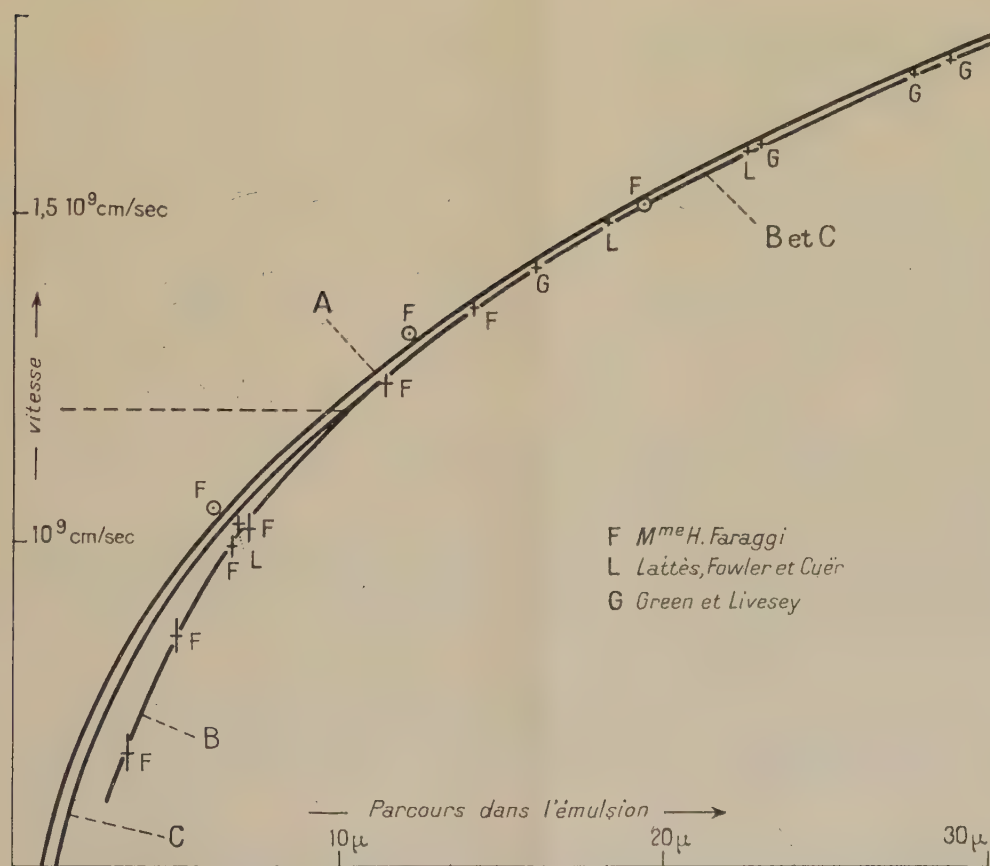 1,5 10⁹cm/sec
F
B et C
L
G
G
G
L
G
F
A
F
F
vitesse
F
10⁹cm/sec
F
F
L
F
F
B
F
C
F Mᵐᵉ H. Faraggi
L Lattès, Fowler et Cuër
G Green et Livesey
Parcours dans l'émulsion
10μ
20μ
30μ